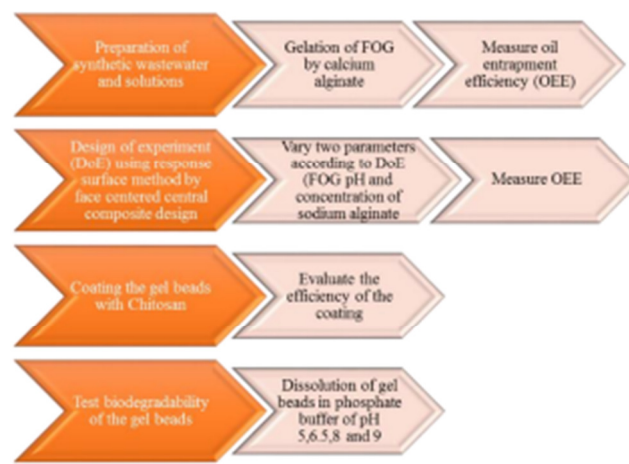 Preparation of
synthetic wastewater
and solutions
Gelation of FOG
by calcium
alginate
Measure oil
entrapment
efficiency (OEE)
Design of experiment
(DoE) using response
surface method by
face centered central
composite design
Vary two parameters
according to DoE
(FOG pH and
concentration of
sodium alginate
Measure OEE
Coating the gel beads
with Chitosan
Evaluate the
efficiency of the
coating
Test biodegradability
of the gel beads
Dissolution of gel
beads in phosphate
buffer of pH
5,6.5,8 and 9